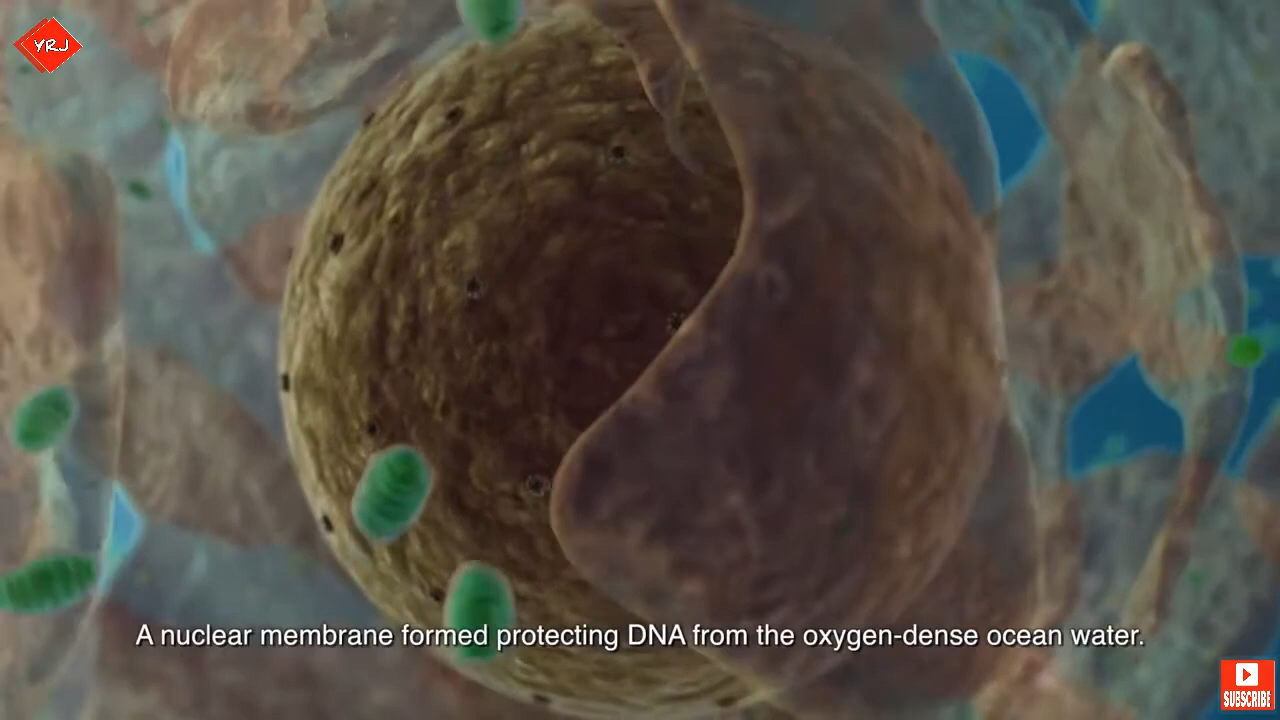 YRJ
A nuclear membrane formed protecting DNA from the oxygen-dense ocean water.
SUBSCRIBE